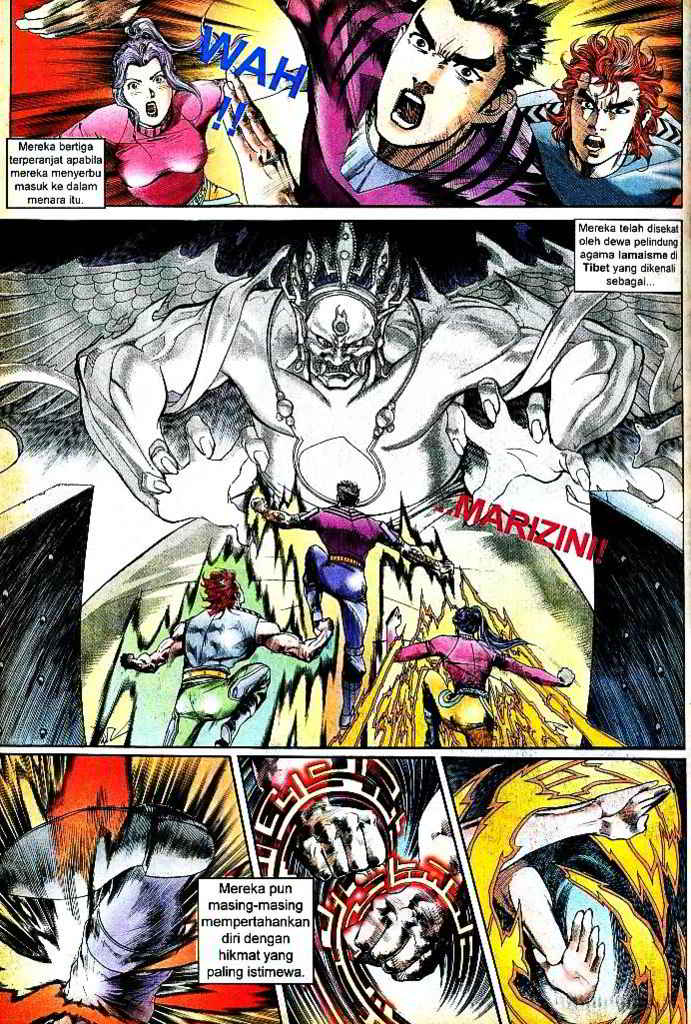 WAH
!!
Mereka bertiga
terperanjat apabila
mereka menyerbu
masuk ke dalam
menara itu.
Mereka telah disekat
oleh dewa pelindung
agama lamaisme di
Tibet yang dikenali
sebagai...
...MARIZINI!!
Mereka pun
masing-masing
mempertahankan
diri dengan
hikmat yang
paling istimewa.